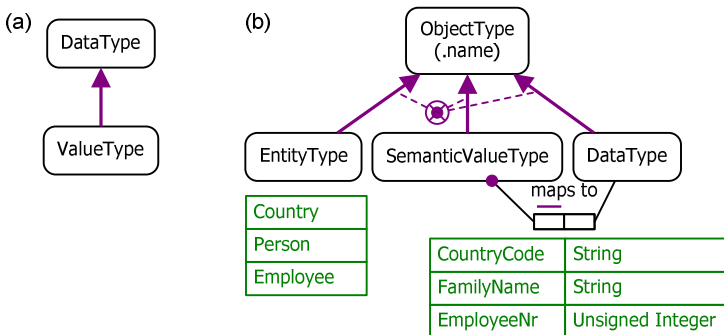 (a)
DataType
ValueType
(b)
ObjectType
(.name)
EntityType
SemanticValueType
DataType
maps to
Country
Person
Employee
CountryCode String
FamilyName String
EmployeeNr Unsigned Integer